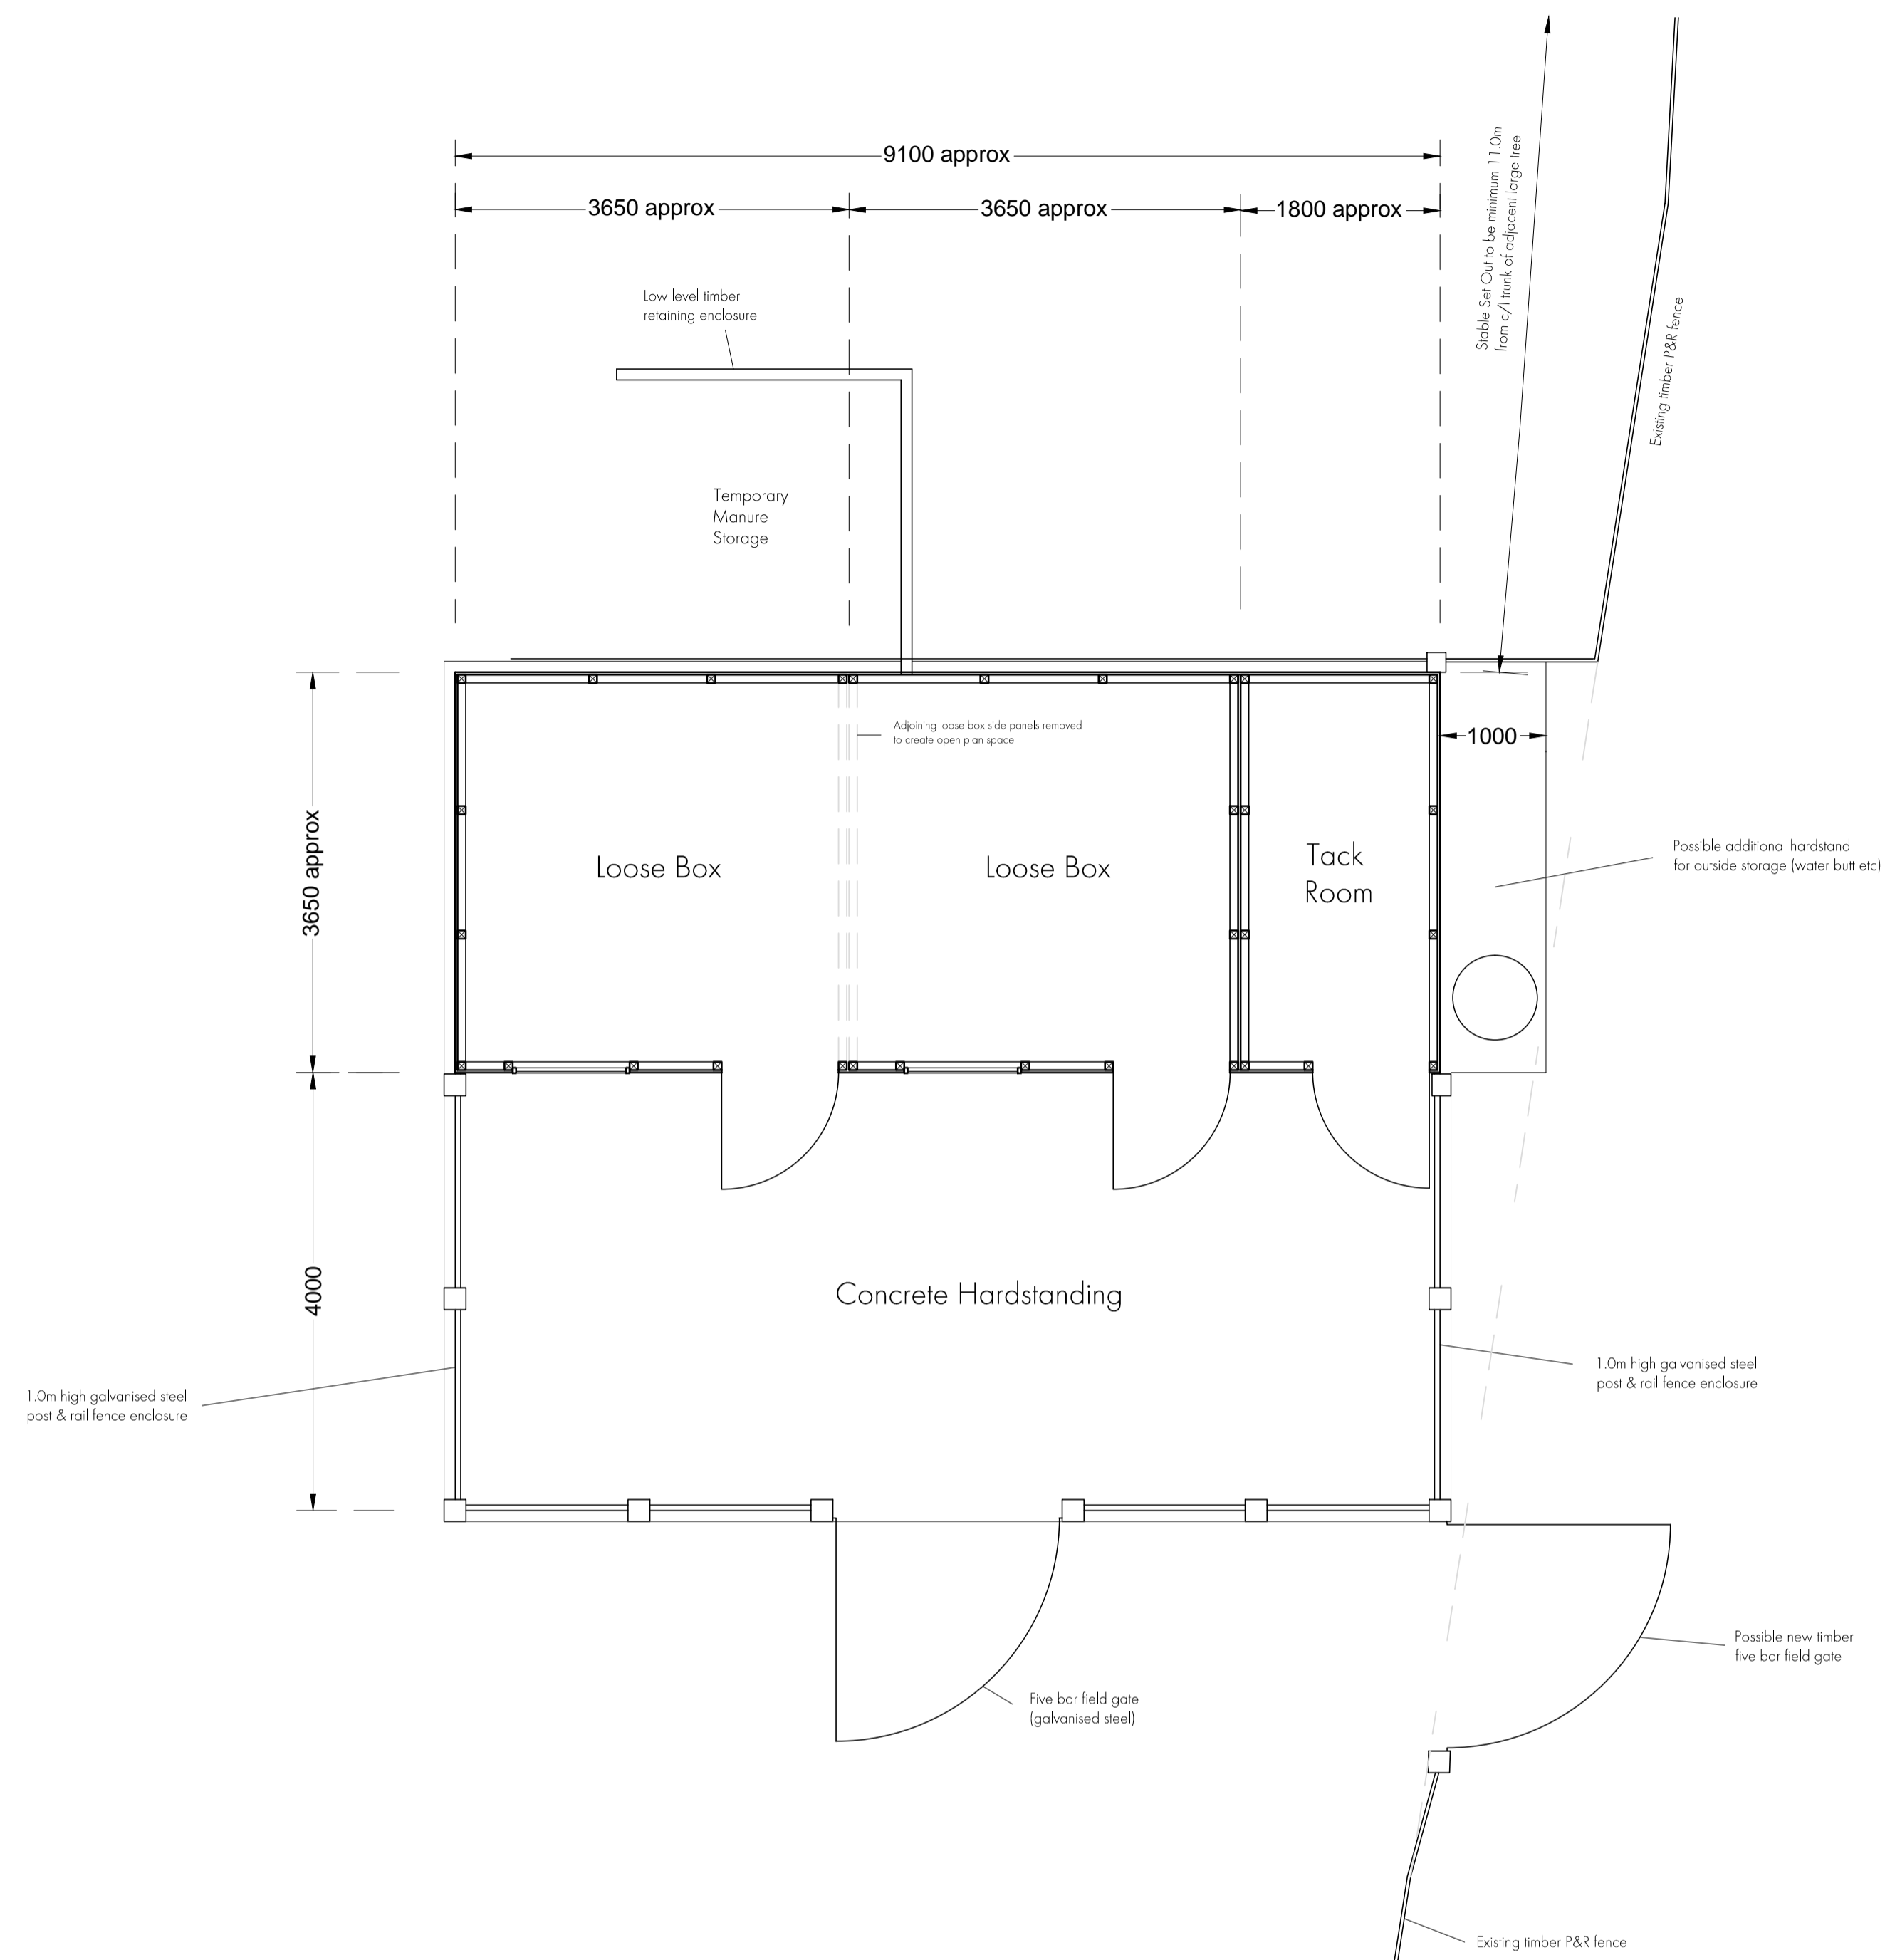 9100 approx
3650 approx
3650 approx
1800 approx
Stable Set Out to be minimum 11.0m
from c/l trunk of adjacent large tree
Existing timber P&R fence
Low level timber
retaining enclosure
Temporary
Manure
Storage
Adjoining loose box side panels removed
to create open plan space
1000
3650 approx
Loose Box
Loose Box
Tack
Room
Possible additional hardstand
for outside storage (water butt etc)
4000
Concrete Hardstanding
1.0m high galvanised steel
post & rail fence enclosure
1.0m high galvanised steel
post & rail fence enclosure
Possible new timber
five bar field gate
Five bar field gate
(galvanised steel)
Existing timber P&R fence